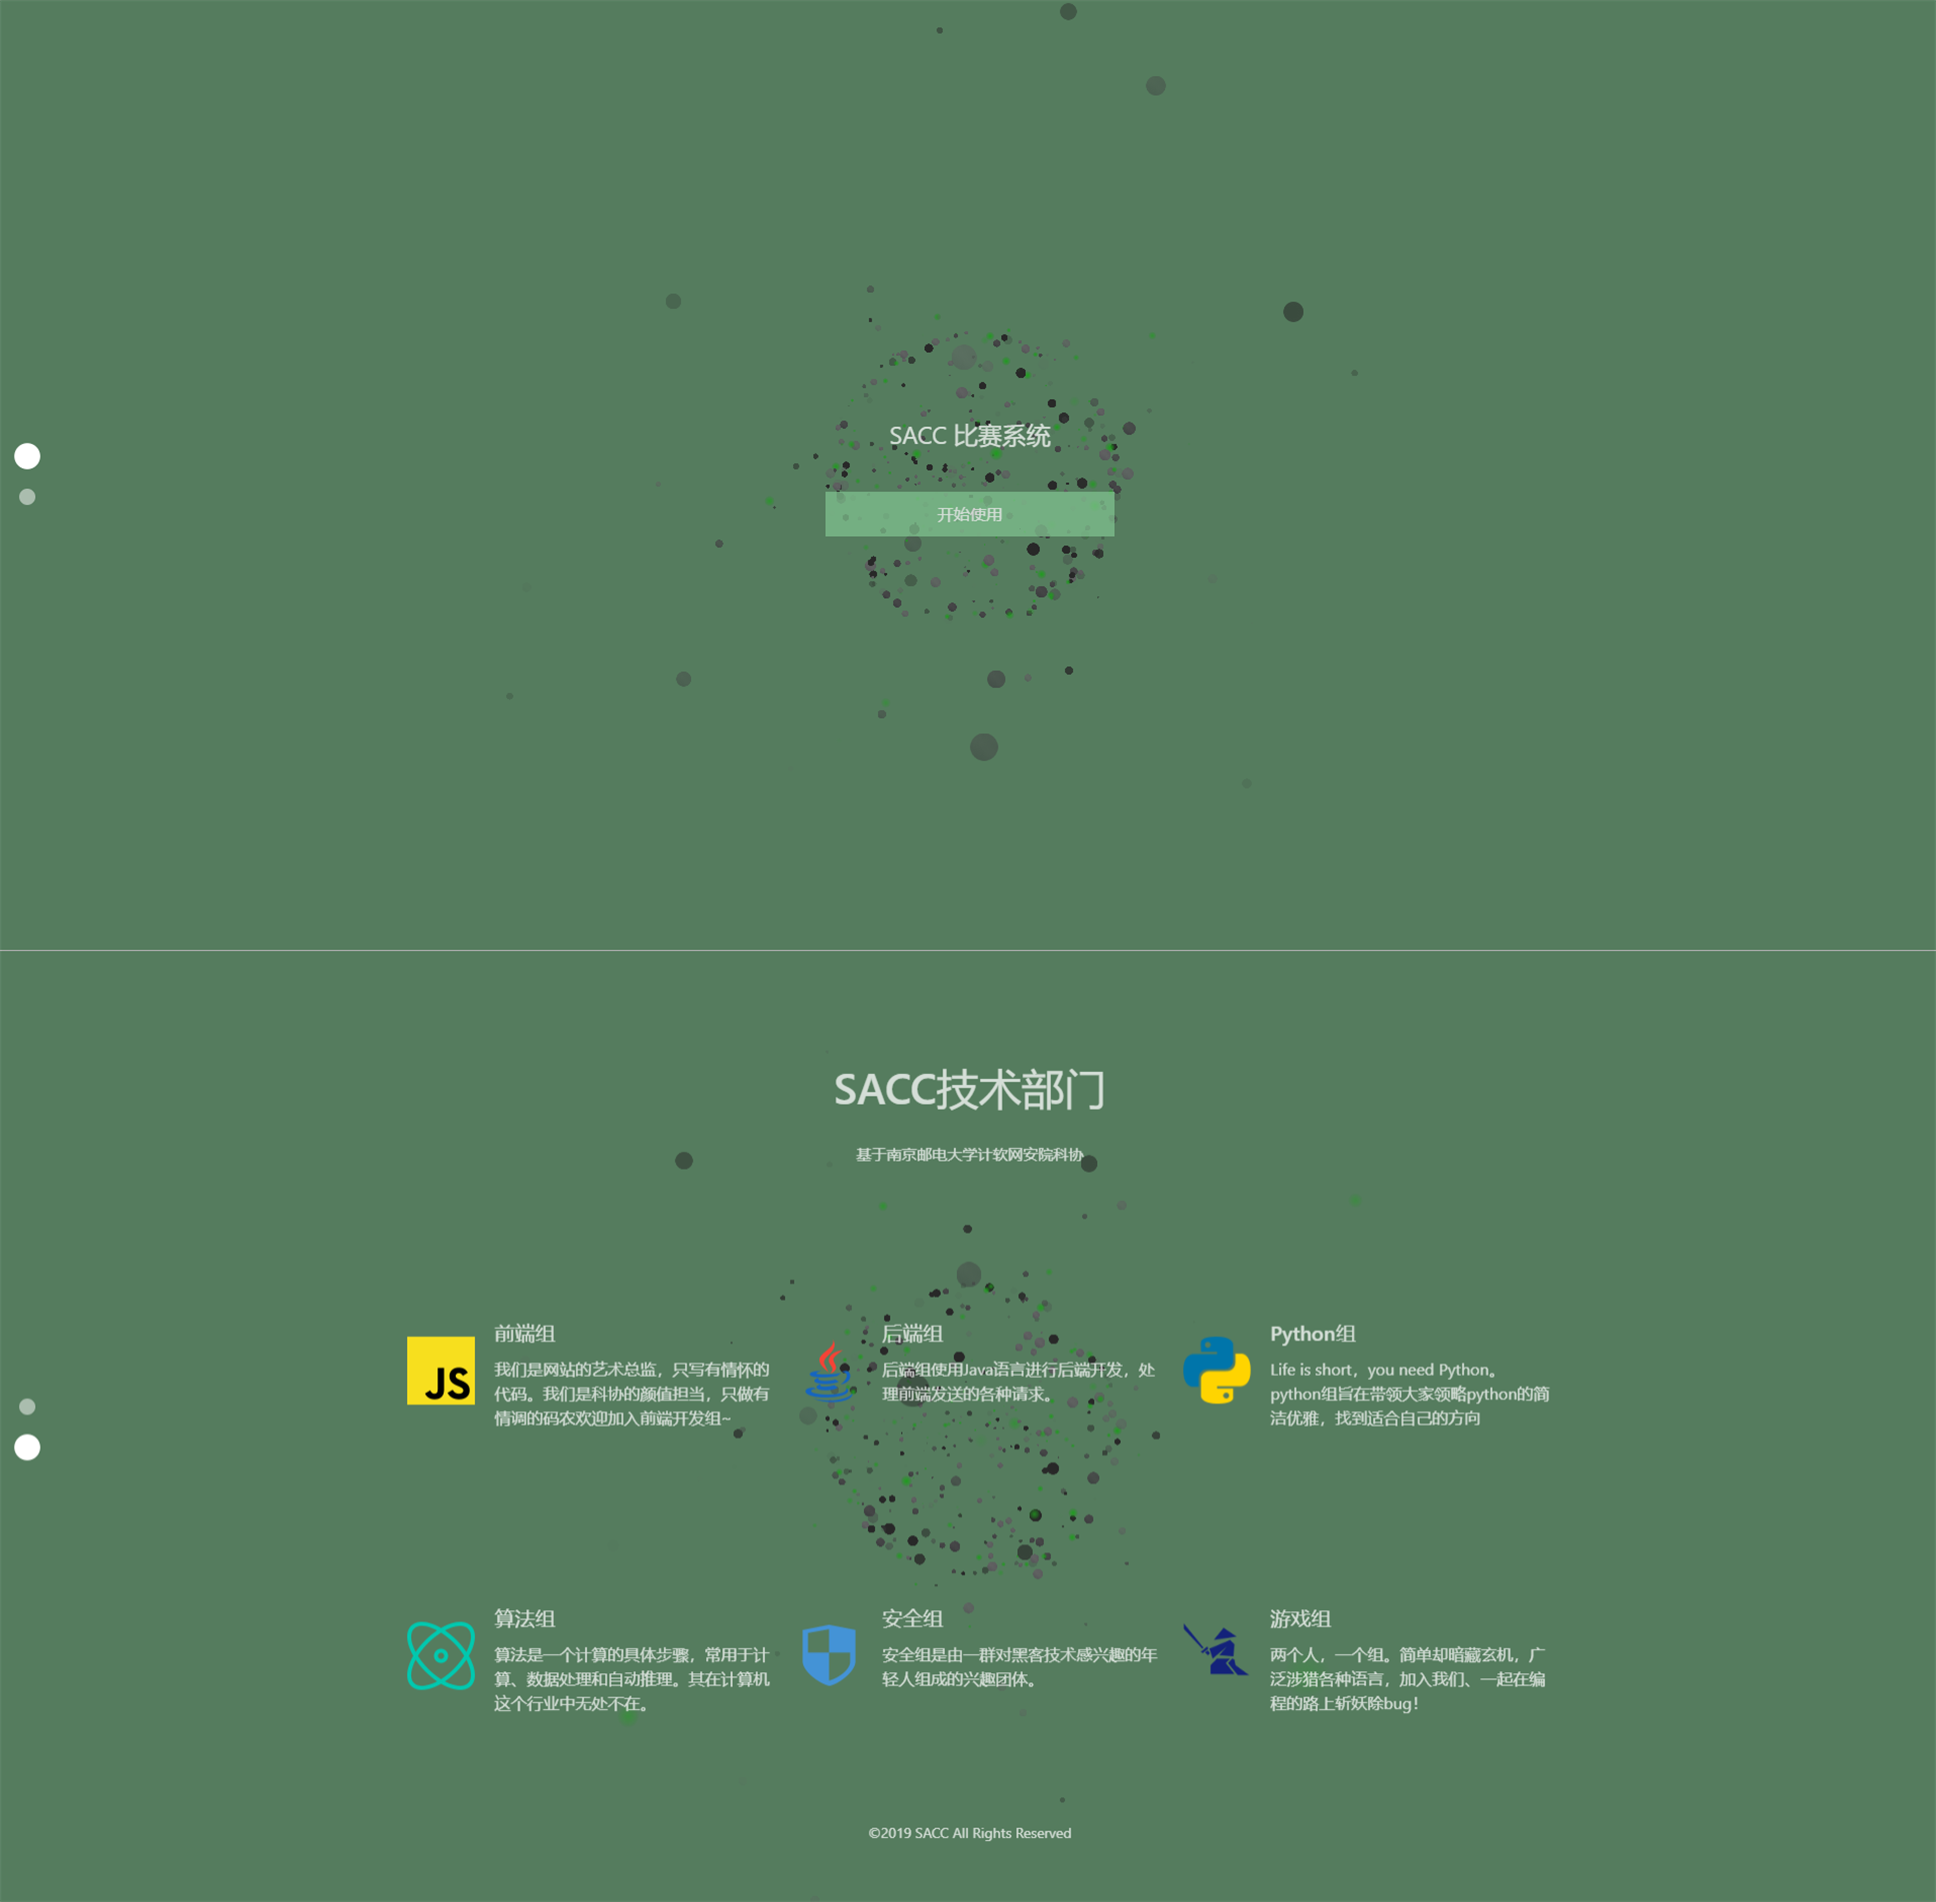 SACC 比赛系统
开始使用
SACC技术部门
基于南京邮电大学计软网安院科协
JS
前端组
我们是网站的艺术总监，只写有情怀的
代码。我们是科协的颜值担当，只做有
情调的码农欢迎加入前端开发组~
后端组
后端组使用Java语言进行后端开发，处
理前端发送的各种请求。
Python组
Life is short，you need Python。
python组旨在带领大家领略python的简
洁优雅，找到适合自己的方向
算法组
算法是一个计算的具体步骤，常用于计
算、数据处理和自动推理。其在计算机
这个行业中无处不在。
安全组
安全组是由一群对黑客技术感兴趣的年
轻人组成的兴趣团体。
游戏组
两个人，一个组。简单却暗藏玄机，广
泛涉猎各种语言，加入我们、一起在编
程的路上斩妖除bug！
©2019 SACC All Rights Reserved